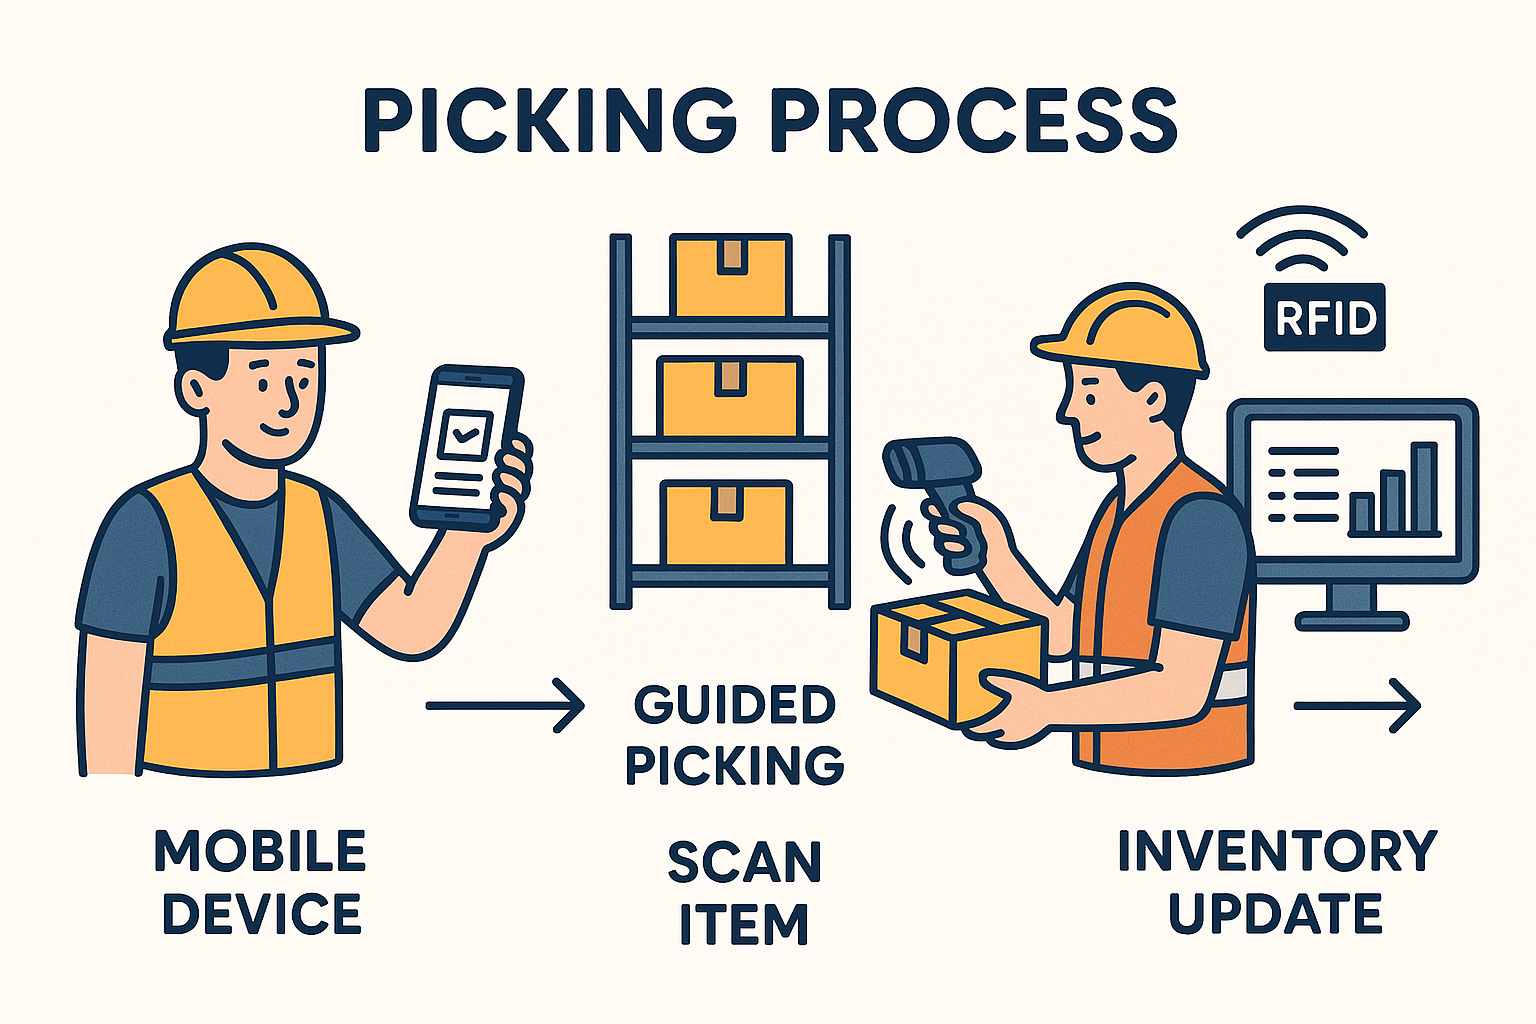 PICKING PROCESS
RFID
GUIDED
PICKING
MOBILE
DEVICE
SCAN
ITEM
INVENTORY
UPDATE